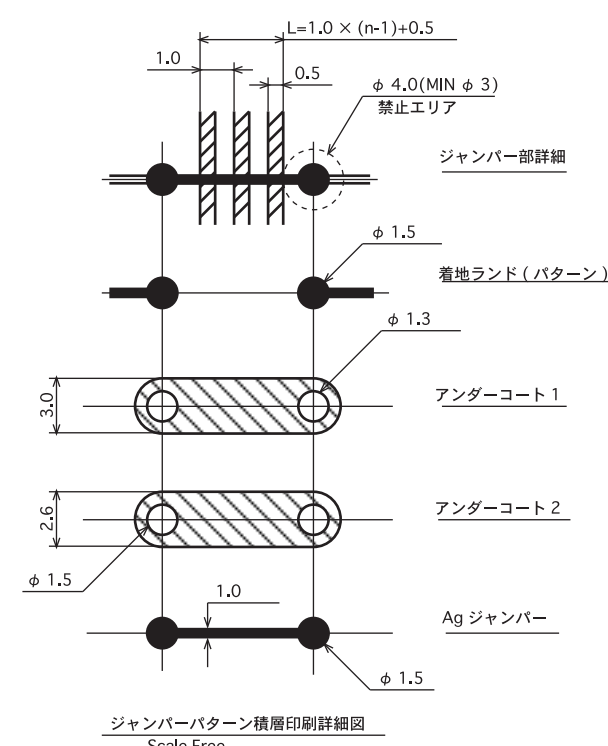 L=1.0 × (n-1)+0.5
1.0
0.5
φ 4.0(MIN φ 3)
禁止エリア
ジャンパー部詳細
φ 1.5
着地ランド ( パターン )
φ 1.3
3.0
アンダーコート 1
2.6
アンダーコート 2
φ 1.5
1.0
Ag ジャンパー
φ 1.5
ジャンパーパターン積層印刷詳細図
Scale Free